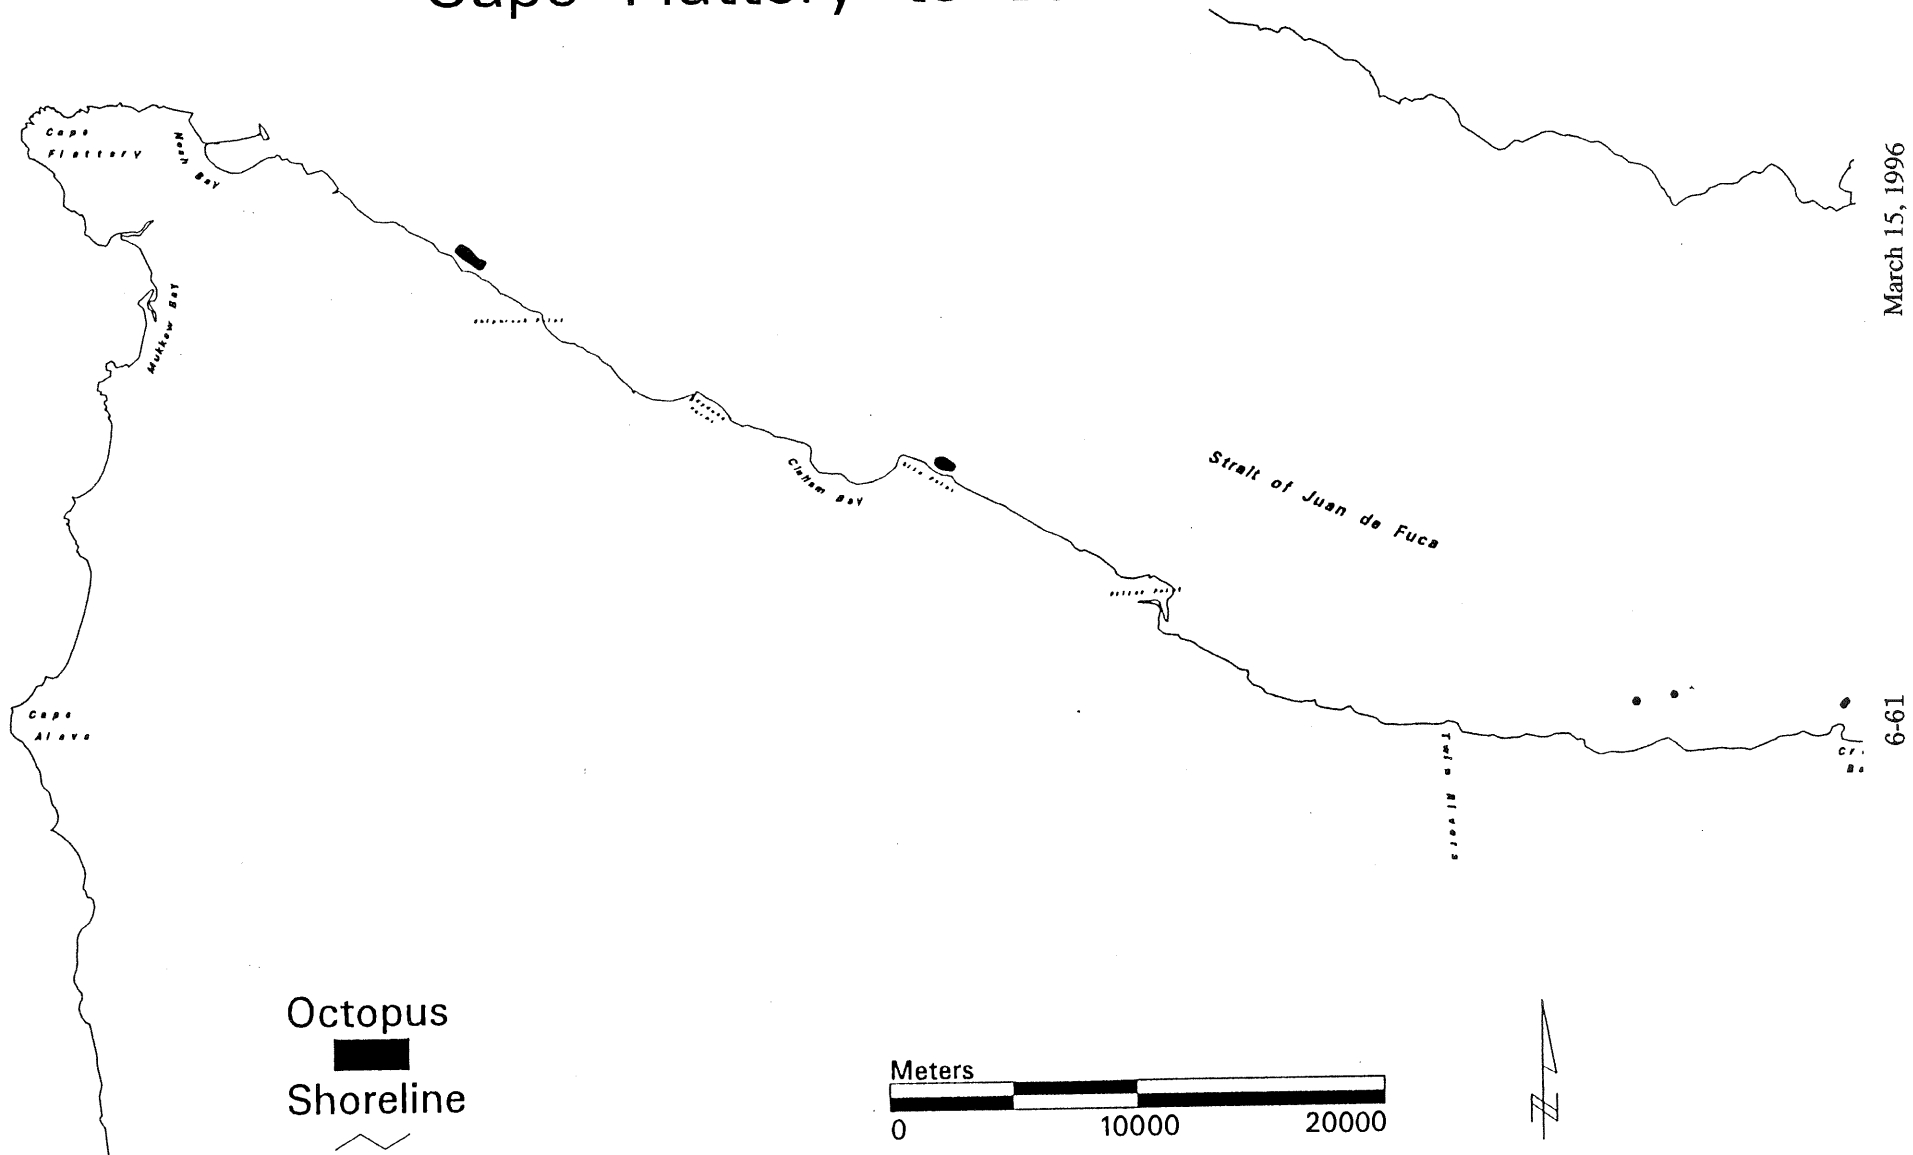 Cape Flattery to
March 15, 1996
Cape
Flattery
Neah Bay
Mukkaw Bay
Clallam Bay
Strait of Juan de Fuca
Cape
Alava
Twin Rivers
6-61
Octopus
Shoreline
Meters
0 10000 20000
N